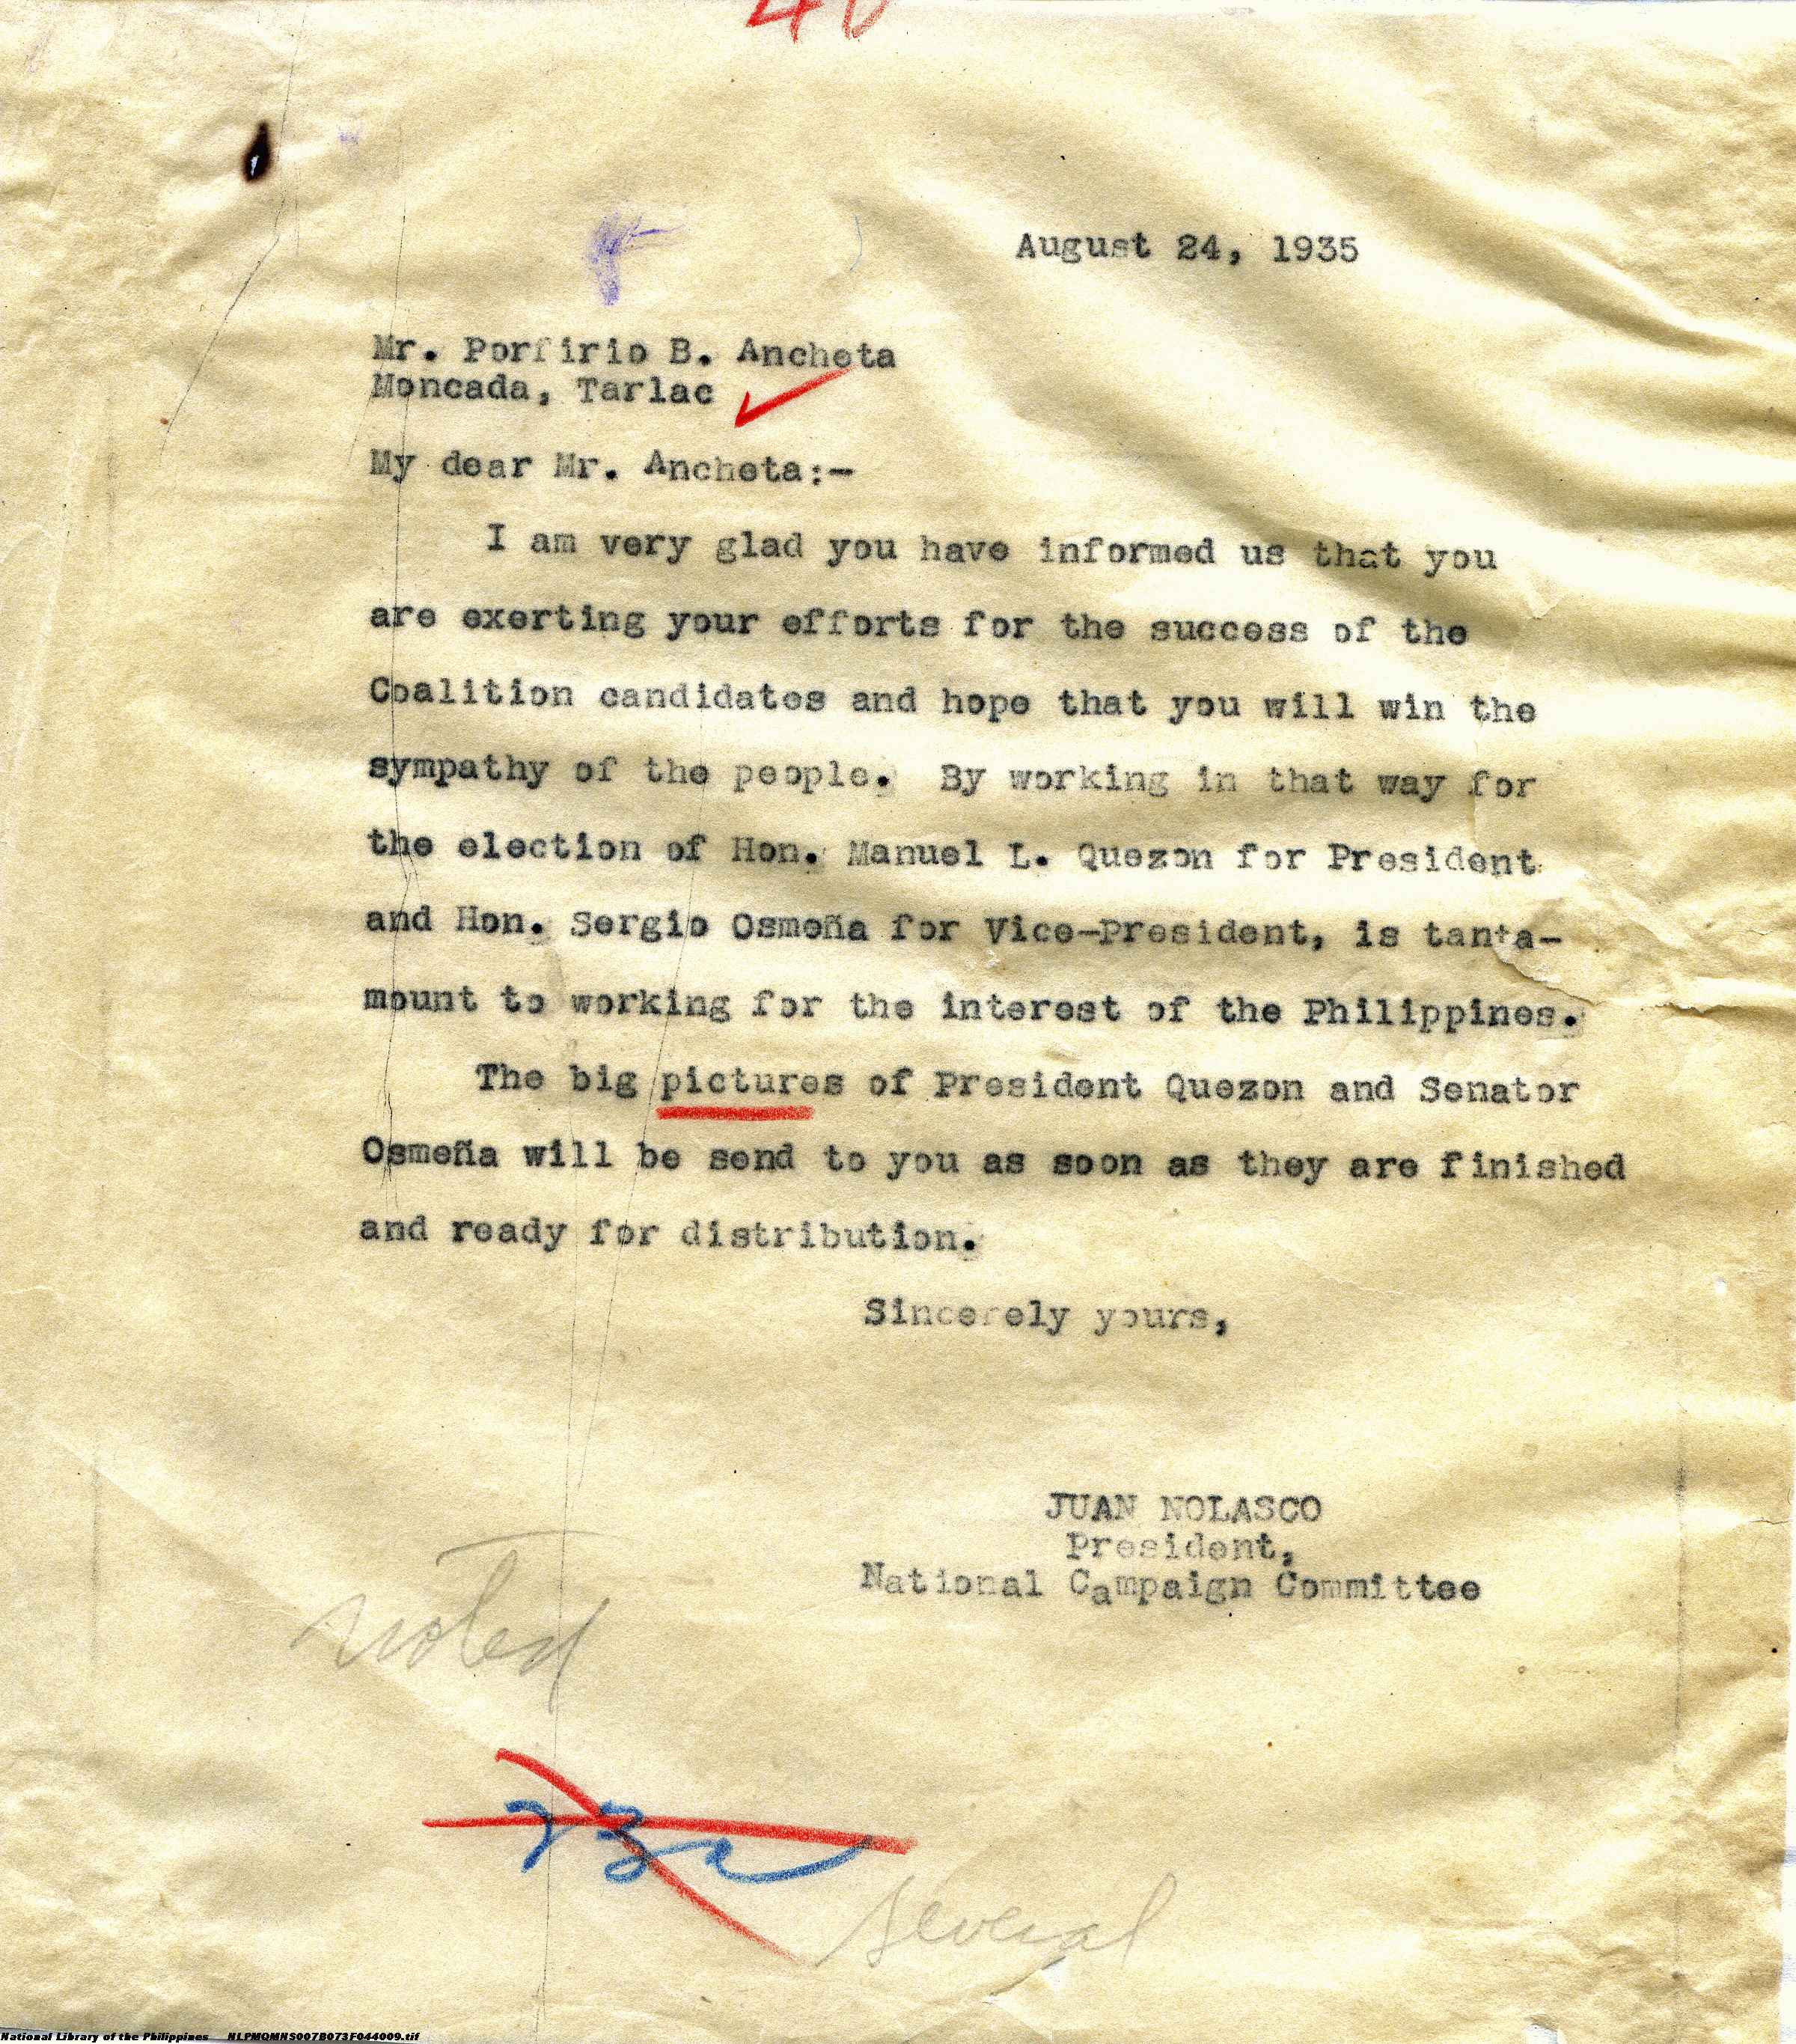 August 24, 1935
Mr. Porfirio B. Ancheta
Moncada, Tarlac
My dear Mr. Ancheta:-
I am very glad you have informed us that you
are exerting your efforts for the success of the
Coalition candidates and hope that you will win the
sympathy of the people. By working in that way for
the election of Hon. Manuel L. Quezon for President
and Hon. Sergio Osmeña for Vice-President, is tanta-
mount to working for the interest of the Philippines.
The big pictures of President Quezon and Senator
Osmeña will be send to you as soon as they are finished
and ready for distribution.
Sincerely yours,
JUAN NOLASCO
President,
National Campaign Committee
noted
several
National Library of the Philippines NLPMQMNS007B073F044009.tif